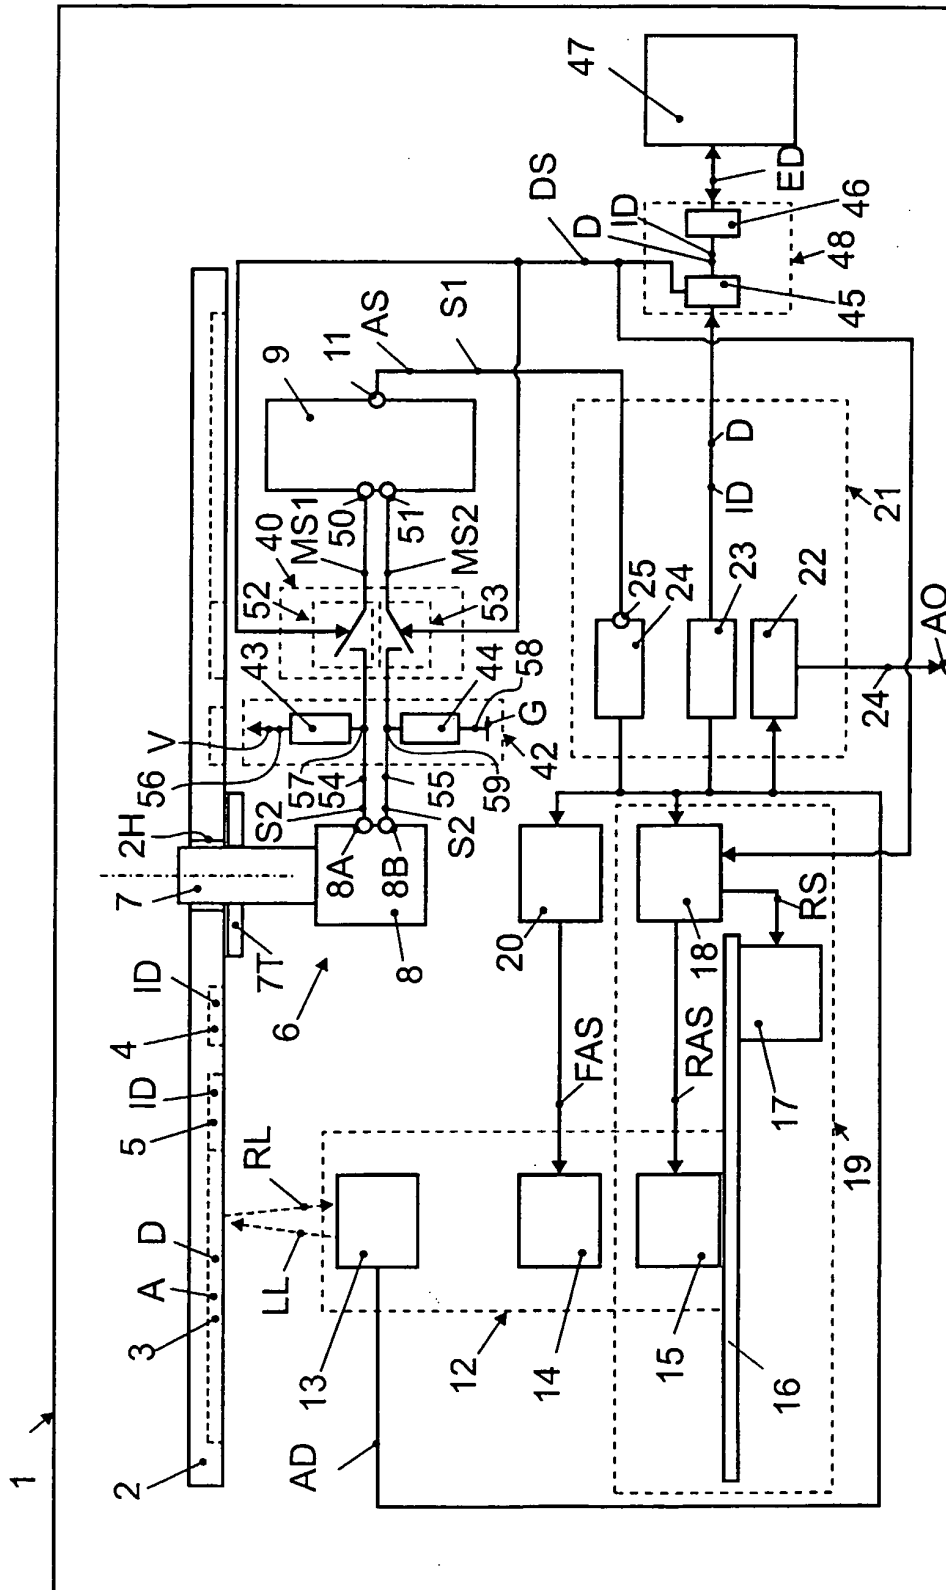 1
2
3
A
D
5
ID
4
ID
7
2H
V
56
7T
6
8
8A
8B
S2
S2
57
54
55
59
42
43
44
58
G
52
40
53
MS1
50
51
MS2
9
11
AS
S1
DS
D
ID
ED
47
46
48
45
RL
LL
13
AD
12
14
FAS
20
15
16
RAS
18
RS
17
19
25
24
23
22
ID
D
21
24
AO